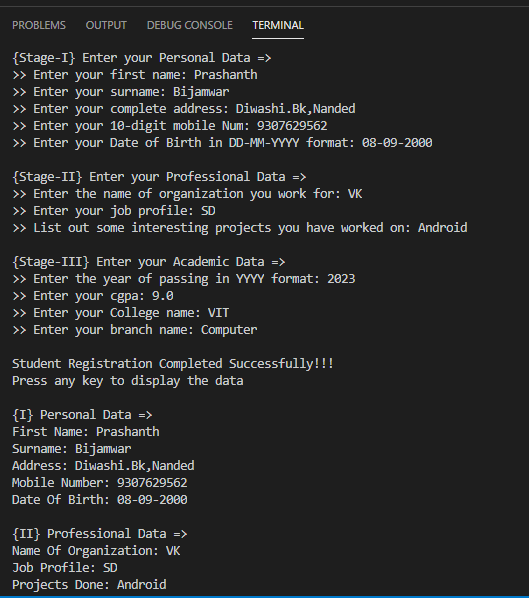 PROBLEMS OUTPUT DEBUG CONSOLE TERMINAL
{Stage-I} Enter your Personal Data =>
>> Enter your first name: Prashanth
>> Enter your surname: Bijamwar
>> Enter your complete address: Diwashi.Bk,Nanded
>> Enter your 10-digit mobile Num: 9307629562
>> Enter your Date of Birth in DD-MM-YYYY format: 08-09-2000
{Stage-II} Enter your Professional Data =>
>> Enter the name of organization you work for: VK
>> Enter your job profile: SD
>> List out some interesting projects you have worked on: Android
{Stage-III} Enter your Academic Data =>
>> Enter the year of passing in YYYY format: 2023
>> Enter your cgpa: 9.0
>> Enter your College name: VIT
>> Enter your branch name: Computer
Student Registration Completed Successfully!!!
Press any key to display the data
{I} Personal Data =>
First Name: Prashanth
Surname: Bijamwar
Address: Diwashi.Bk,Nanded
Mobile Number: 9307629562
Date Of Birth: 08-09-2000
{II} Professional Data =>
Name Of Organization: VK
Job Profile: SD
Projects Done: Android